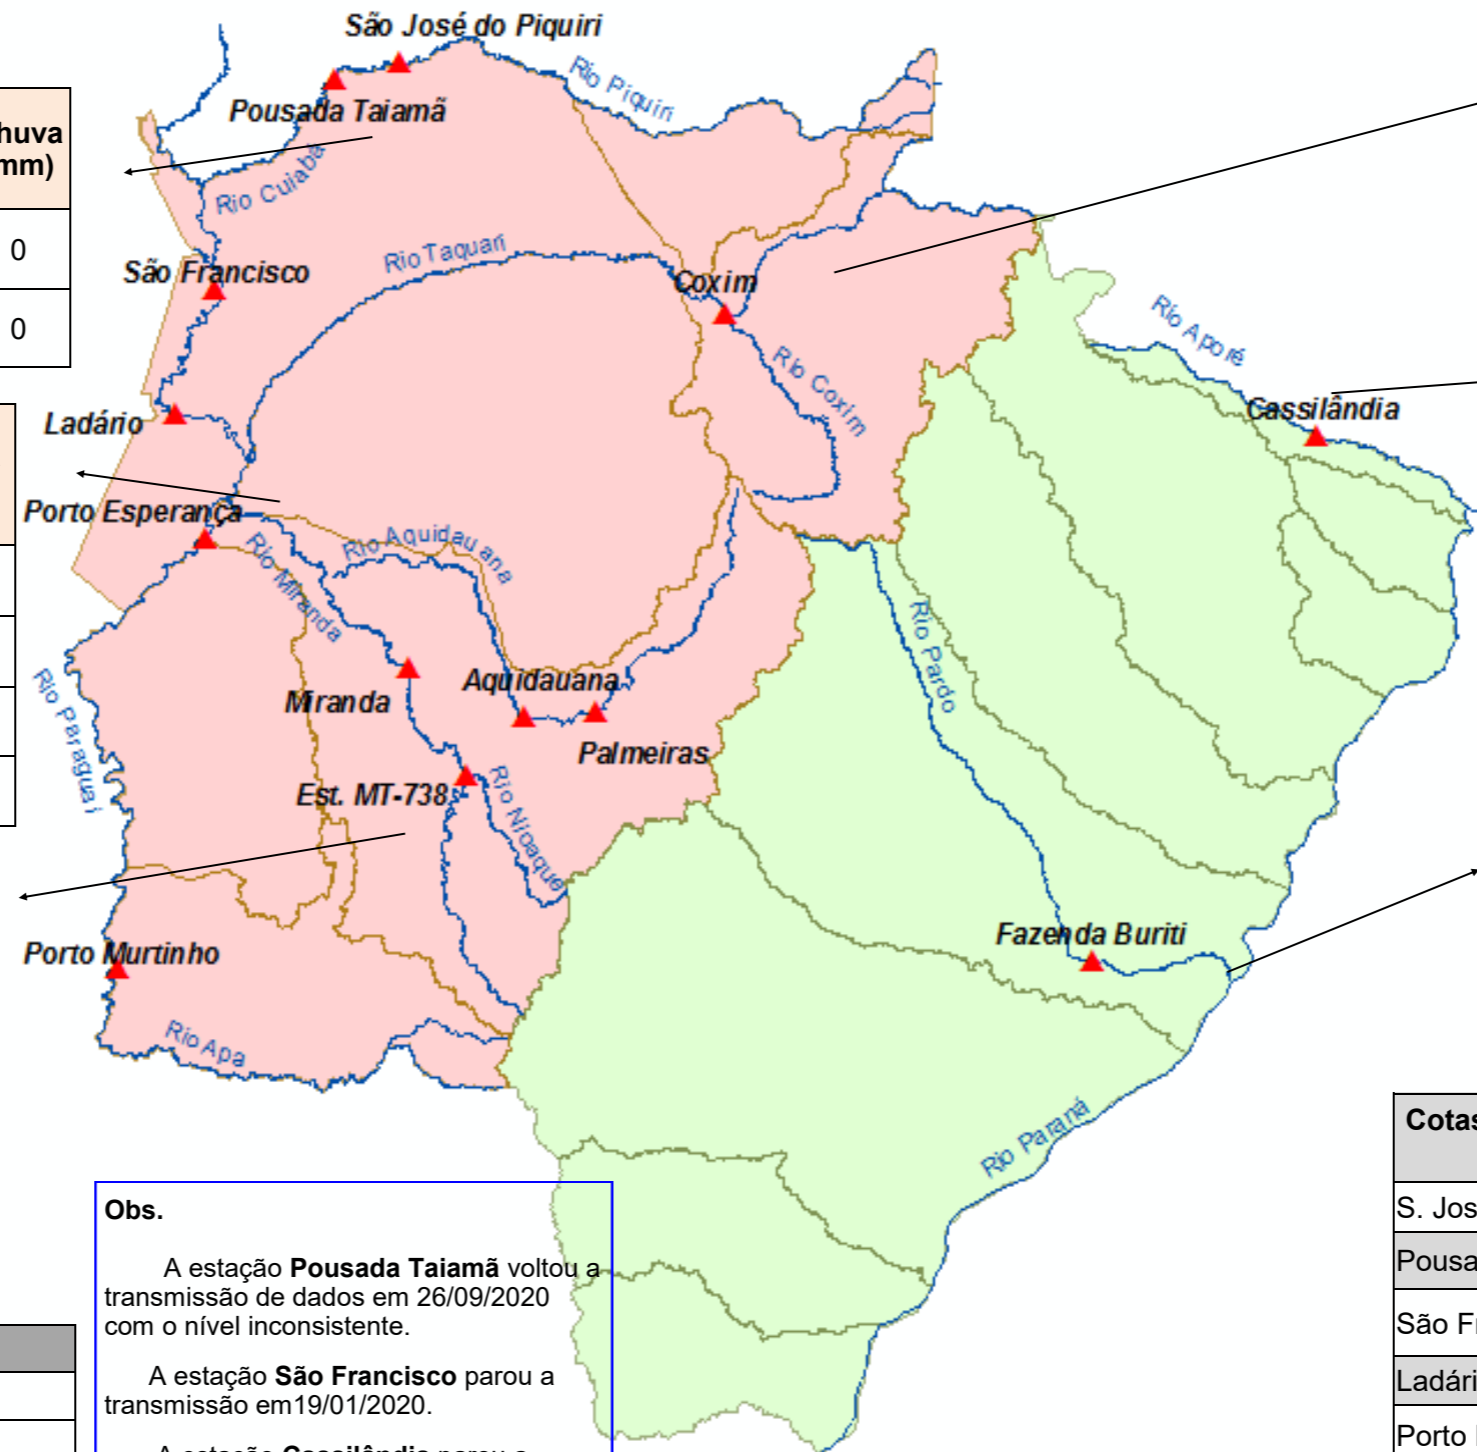 São José do Piquiri
Rio Piquiri
Pousada Taiamã
huva
mm)
Rio Cuiabá
0
São Francisco
Rio Taquari
Coxim
0
Rio Aporé
Rio Coxim
Cassilândia
Ladário
Porto Esperança
Rio Aquidauana
Rio Miranda
Rio Pardo
Rio Paraguai
Aquidauana
Miranda
Palmeiras
Est. MT-738
Rio Nioaque
Fazenda Buriti
Porto Murtinho
Rio Apa
Rio Paraná
Cotas
S. Jos
Pousa
São Fr
Ladári
Porto
Obs.
A estação Pousada Taiamã voltou a
transmissão de dados em 26/09/2020
com o nível inconsistente.
A estação São Francisco parou a
transmissão em19/01/2020.
A estação Cassilândia parou a